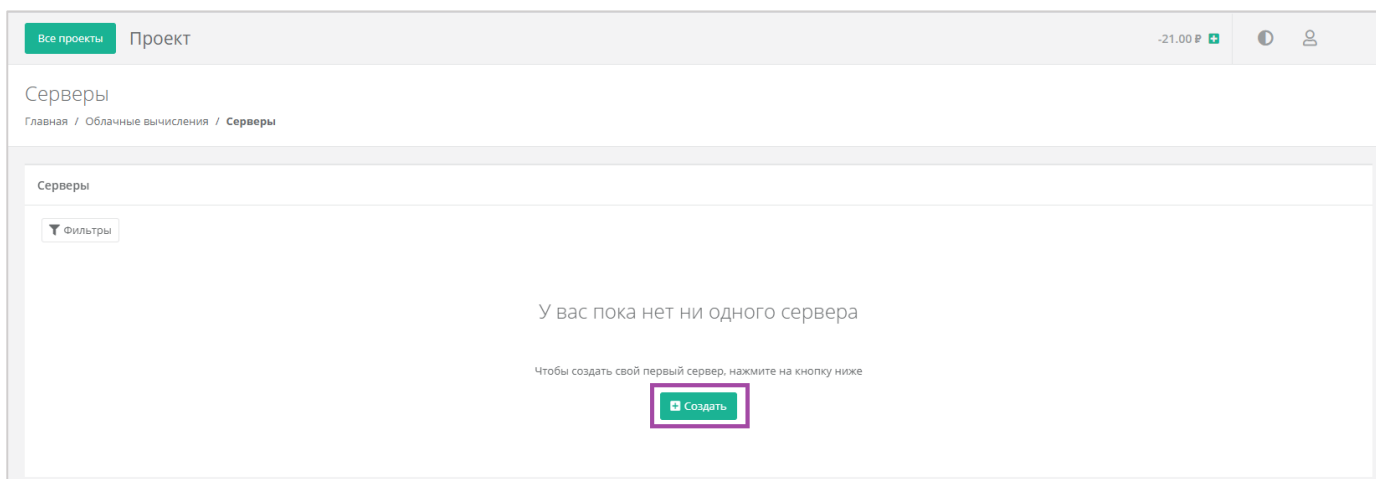 Все проекты Проект -21.00 ₽
Серверы
Главная / Облачные вычисления / Серверы
Серверы
Фильтры
У вас пока нет ни одного сервера
Чтобы создать свой первый сервер, нажмите на кнопку ниже
Создать